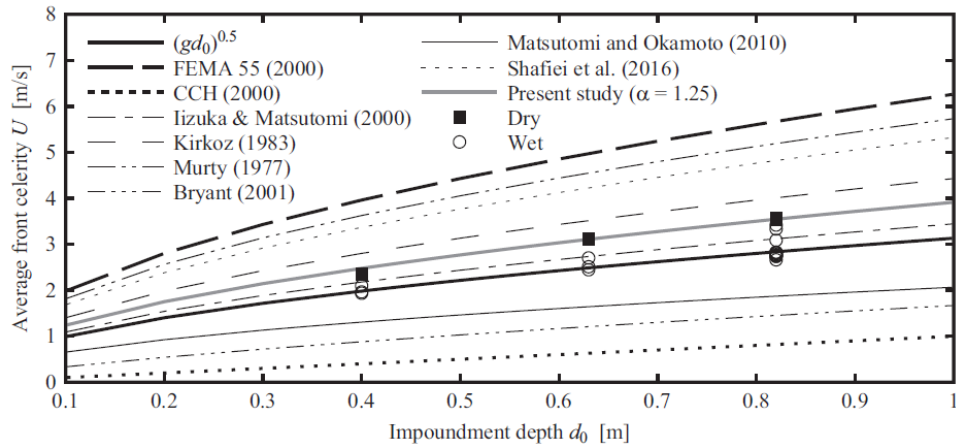 8
7
6
5
4
3
2
1
0
Average front celerity U [m/s]
(gd₀)⁰·⁵
FEMA 55 (2000)
CCH (2000)
Iizuka & Matsutomi (2000)
Kirkoz (1983)
Murty (1977)
Bryant (2001)
Matsutomi and Okamoto (2010)
Shafiei et al. (2016)
Present study (α = 1.25)
Dry
Wet
0.1 0.2 0.3 0.4 0.5 0.6 0.7 0.8 0.9 1
Impoundment depth d₀ [m]